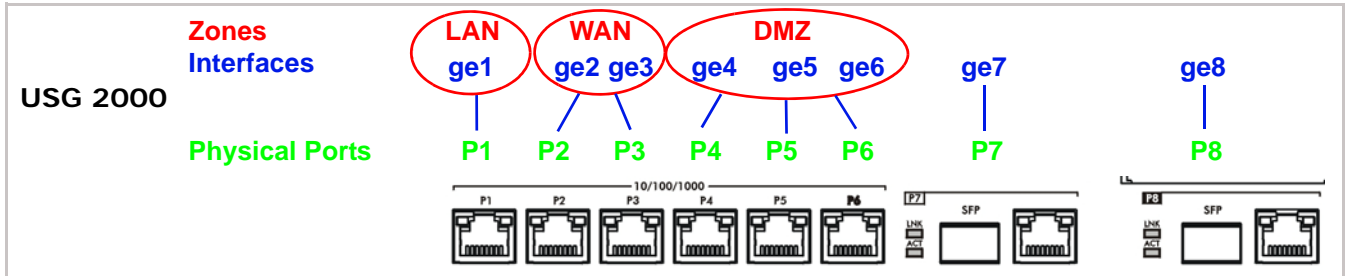 Zones LAN WAN DMZ
Interfaces ge1 ge2 ge3 ge4 ge5 ge6 ge7 ge8
USG 2000
Physical Ports P1 P2 P3 P4 P5 P6 P7 P8
10/100/1000
P1 P2 P3 P4 P5 P6 P7 SFP P8 SFP
LNK LNK
ACT ACT